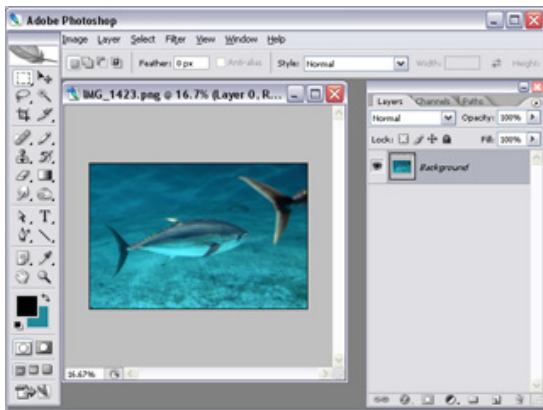 Adobe Photoshop
Image Layer Select Filter View Window Help
Feather: 0 px Anti-alias Style: Normal Width: Height:
IMG_1423.png @ 16.7% (Layer 0, R...
Layers Channels Paths
Normal Opacity: 100%
Lock: Fill: 100%
Background
T
16.67%